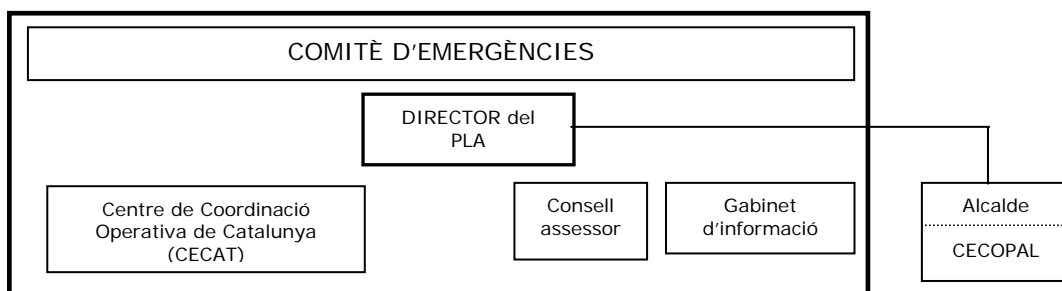 COMITÈ D'EMERGÈNCIES
DIRECTOR del
PLA
Centre de Coordinació
Operativa de Catalunya
(CECAT)
Consell
assessor
Gabinet
d'informació
Alcalde
CECOPAL